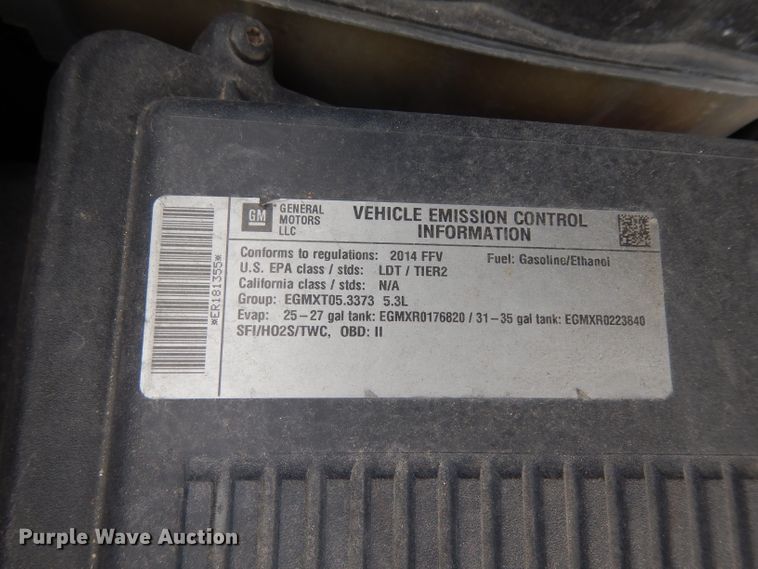 GM
GENERAL
MOTORS
LLC
VEHICLE EMISSION CONTROL
INFORMATION
Conforms to regulations: 2014 FFV Fuel: Gasoline/Ethanol
U.S. EPA class / stds: LDT / TIER2
California class / stds: N/A
Group: EGMXT05.3373 5.3L
Evap: 25-27 gal tank: EGMXR0176820 / 31-35 gal tank: EGMXR0223840
SFI/HO2S/TWC, OBD: II
*ER181355*
Purple Wave Auction